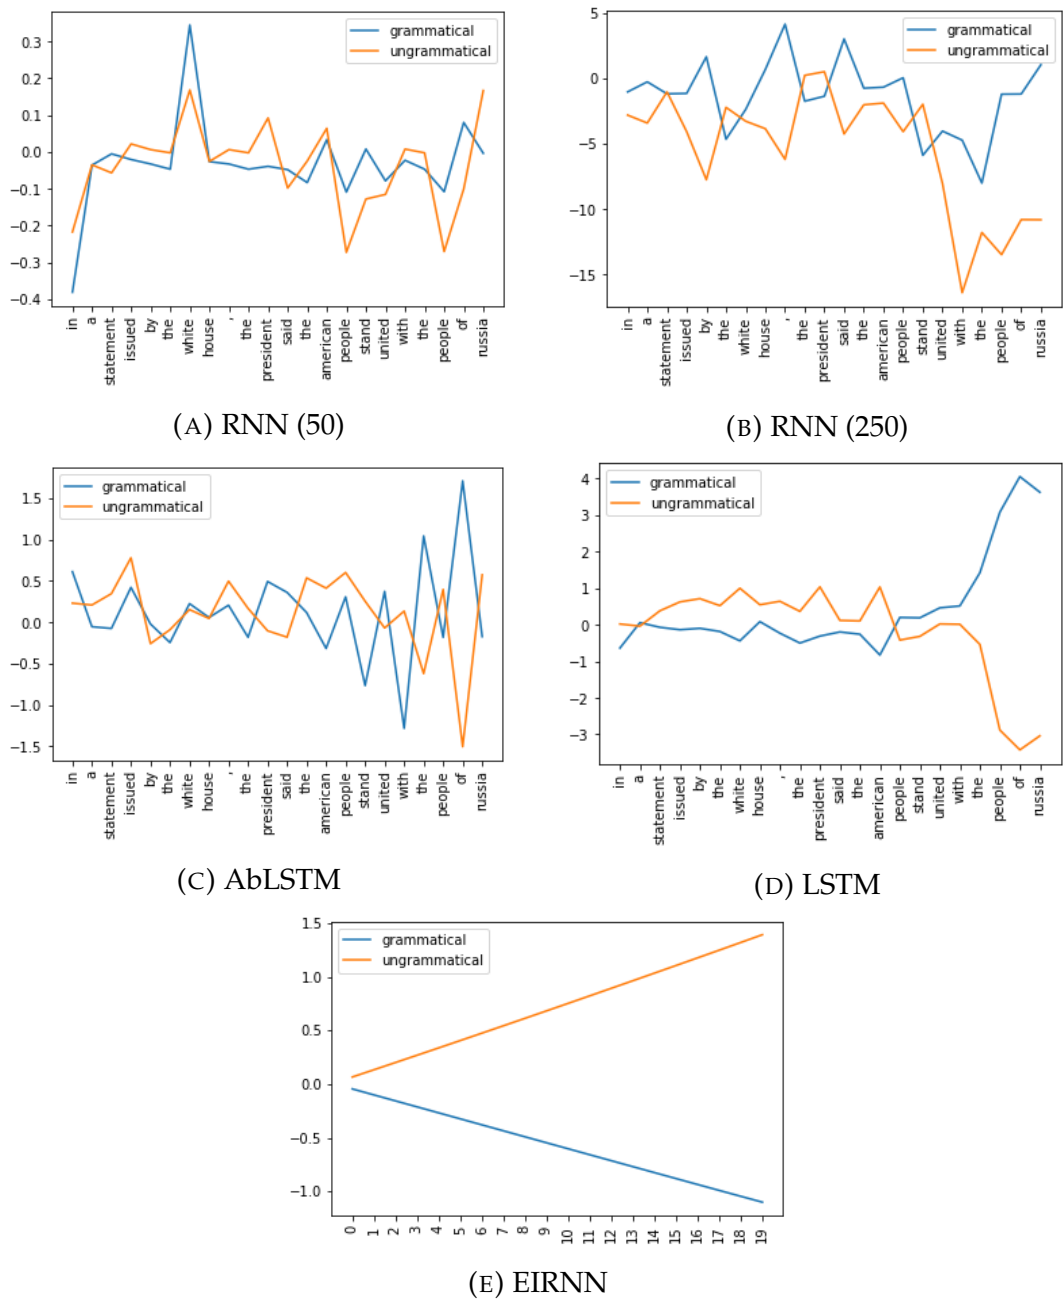 0.3
0.2
0.1
0.0
−0.1
−0.2
−0.3
−0.4
grammatical
ungrammatical
in a statement issued by the white house , the president said the american people stand united with the people of russia
(A) RNN (50)
5
0
−5
−10
−15
grammatical
ungrammatical
in a statement issued by the white house , the president said the american people stand united with the people of russia
(B) RNN (250)
1.5
1.0
0.5
0.0
−0.5
−1.0
−1.5
grammatical
ungrammatical
in a statement issued by the white house , the president said the american people stand united with the people of russia
(C) AbLSTM
4
3
2
1
0
−1
−2
−3
grammatical
ungrammatical
in a statement issued by the white house , the president said the american people stand united with the people of russia
(D) LSTM
1.5
1.0
0.5
0.0
−0.5
−1.0
grammatical
ungrammatical
0 1 2 3 4 5 6 7 8 9 10 11 12 13 14 15 16 17 18 19
(E) EIRNN